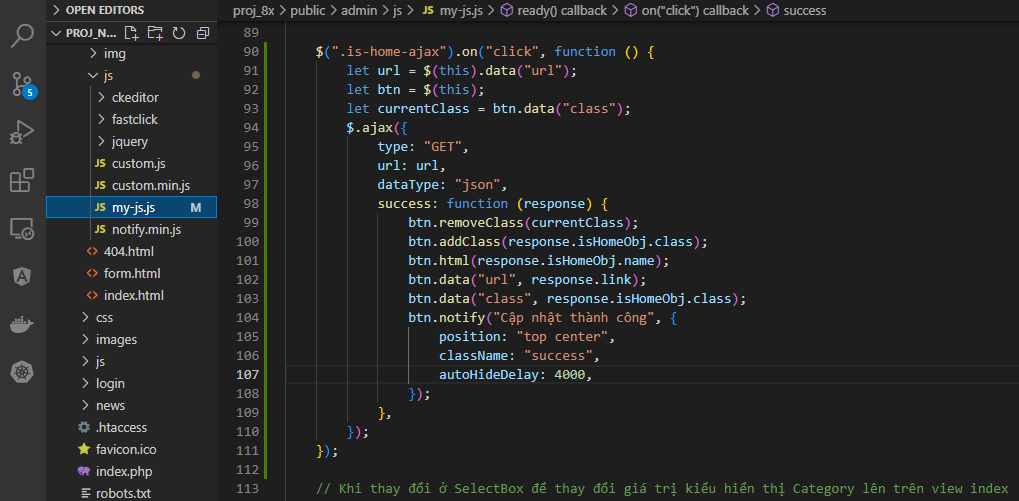 OPEN EDITORS
PROJ_N...
img
js
ckeditor
fastclick
jquery
JS custom.js
JS custom.min.js
JS my-js.js M
JS notify.min.js
<> 404.html
<> form.html
<> index.html
css
images
js
login
news
.htaccess
favicon.ico
index.php
robots.txt
5
proj_8x > public > admin > js > JS my-js.js > ready() callback > on("click") callback > success
89
90 $(".is-home-ajax").on("click", function () {
91 let url = $(this).data("url");
92 let btn = $(this);
93 let currentClass = btn.data("class");
94 $.ajax({
95 type: "GET",
96 url: url,
97 dataType: "json",
98 success: function (response) {
99 btn.removeClass(currentClass);
100 btn.addClass(response.isHomeObj.class);
101 btn.html(response.isHomeObj.name);
102 btn.data("url", response.link);
103 btn.data("class", response.isHomeObj.class);
104 btn.notify("Cập nhật thành công", {
105 position: "top center",
106 className: "success",
107 autoHideDelay: 4000,
108 });
109 },
110 });
111 });
112
113 // Khi thay đổi ở SelectBox để thay đổi giá trị kiểu hiển thị Category lên trên view index